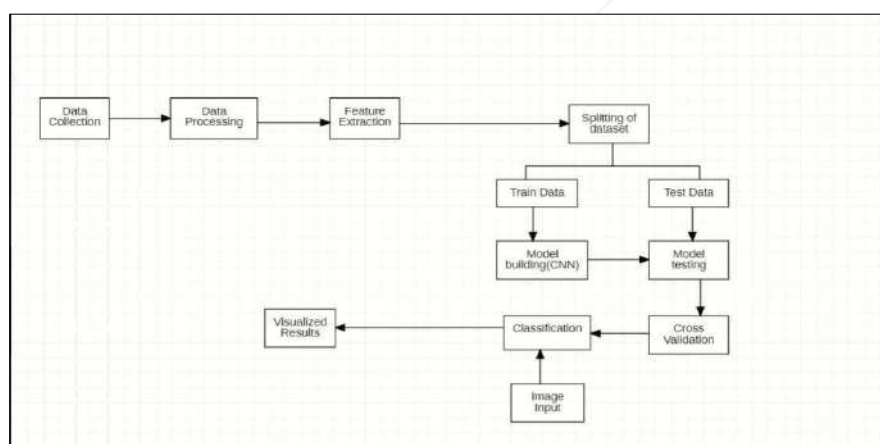 Data
Collection
Data
Processing
Feature
Extraction
Splitting of
dataset
Train Data
Test Data
Model
building(CNN)
Model
testing
Visualized
Results
Classification
Cross
Validation
Image
Input